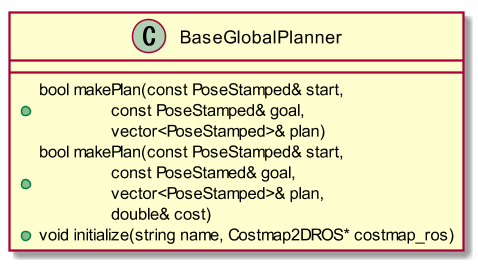 C BaseGlobalPlanner
bool makePlan(const PoseStamped& start,
const PoseStamped& goal,
vector<PoseStamped>& plan)
bool makePlan(const PoseStamped& start,
const PoseStamed& goal,
vector<PoseStamped>& plan,
double& cost)
void initialize(string name, Costmap2DROS* costmap_ros)